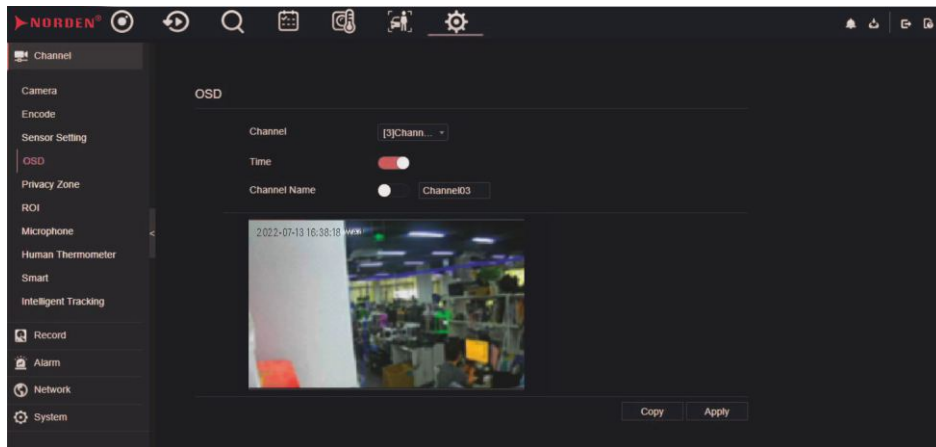 NORDEN®
Channel
Camera
Encode
Sensor Setting
OSD
Privacy Zone
ROI
Microphone
Human Thermometer
Smart
Intelligent Tracking
Record
Alarm
Network
System
OSD
Channel [3]Chann...
Time
Channel Name Channel03
2022-07-13 16:38:18
Copy Apply